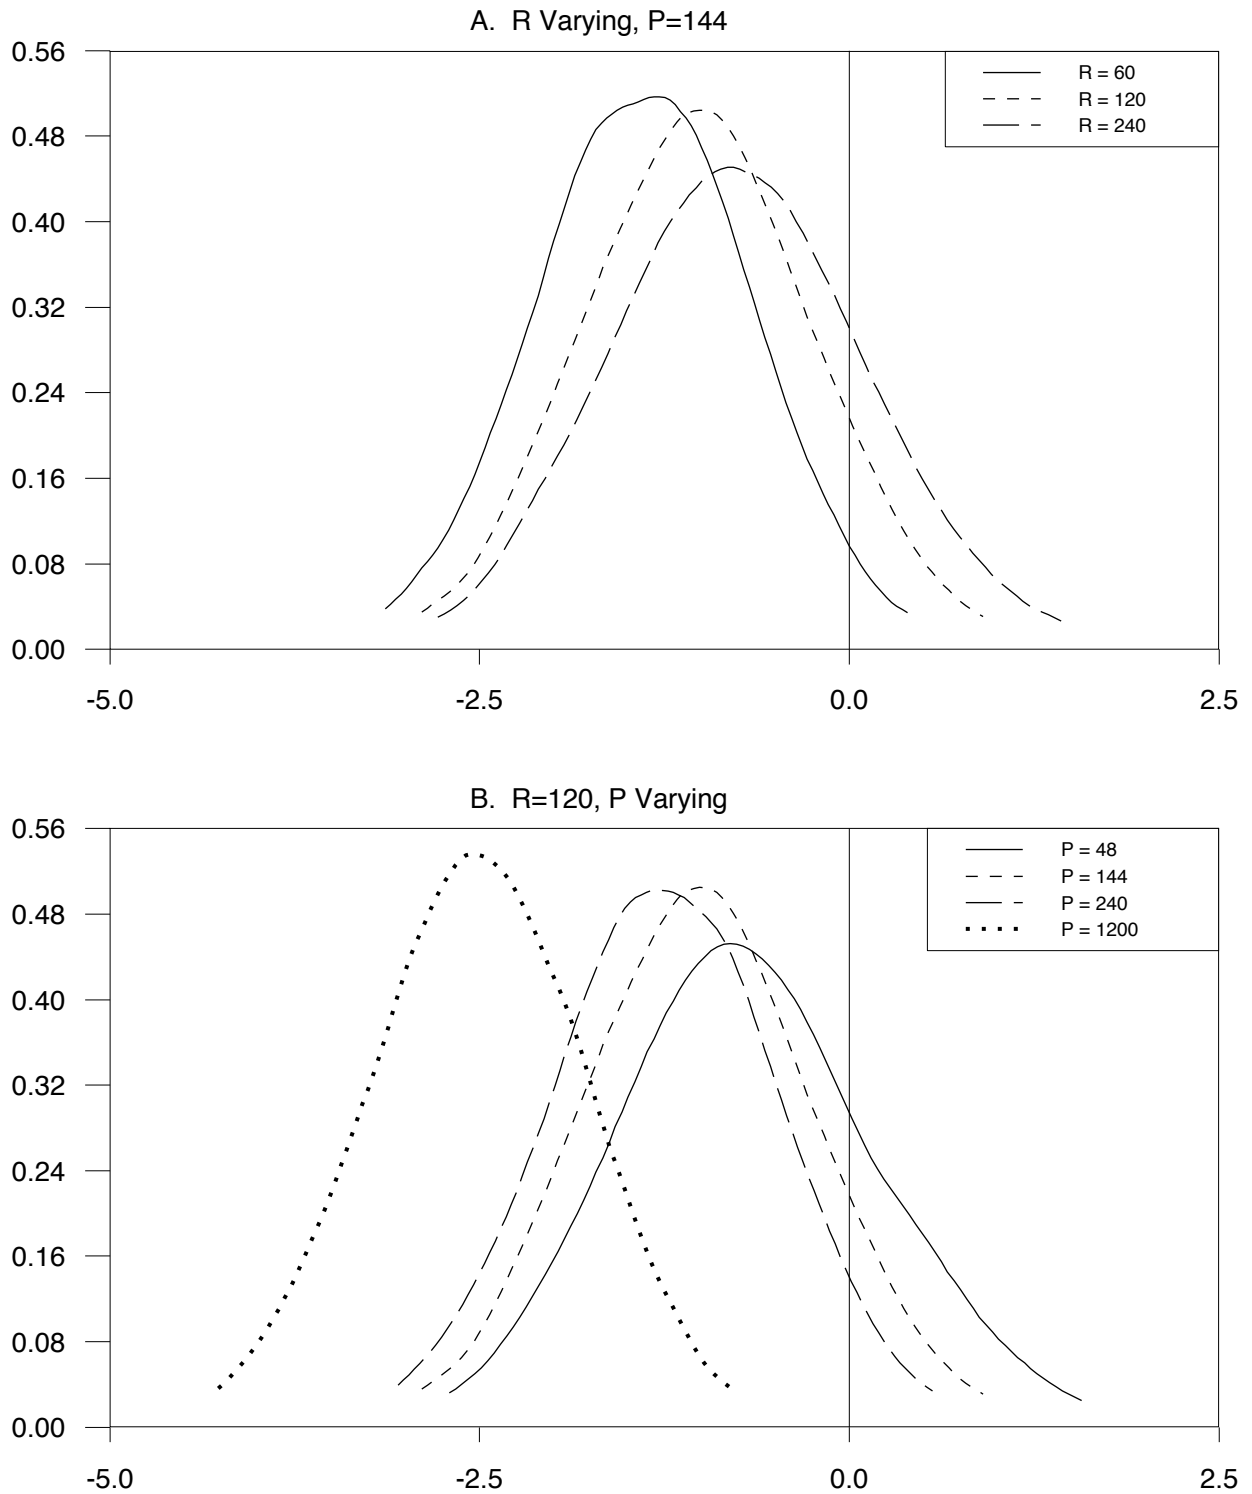 A. R Varying, P=144
0.56
R = 60
R = 120
R = 240
0.48
0.40
0.32
0.24
0.16
0.08
0.00
-5.0 -2.5 0.0 2.5
B. R=120, P Varying
0.56
P = 48
P = 144
P = 240
P = 1200
0.48
0.40
0.32
0.24
0.16
0.08
0.00
-5.0 -2.5 0.0 2.5